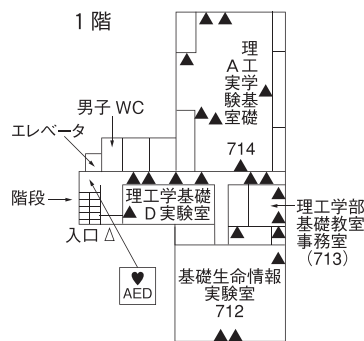 1 階
理工学基礎
A実験室
714
男子 WC
エレベータ
階段
入口
AED
理工学基礎
D実験室
理工学部
基礎教室
事務室
(713)
基礎生命情報
実験室
712